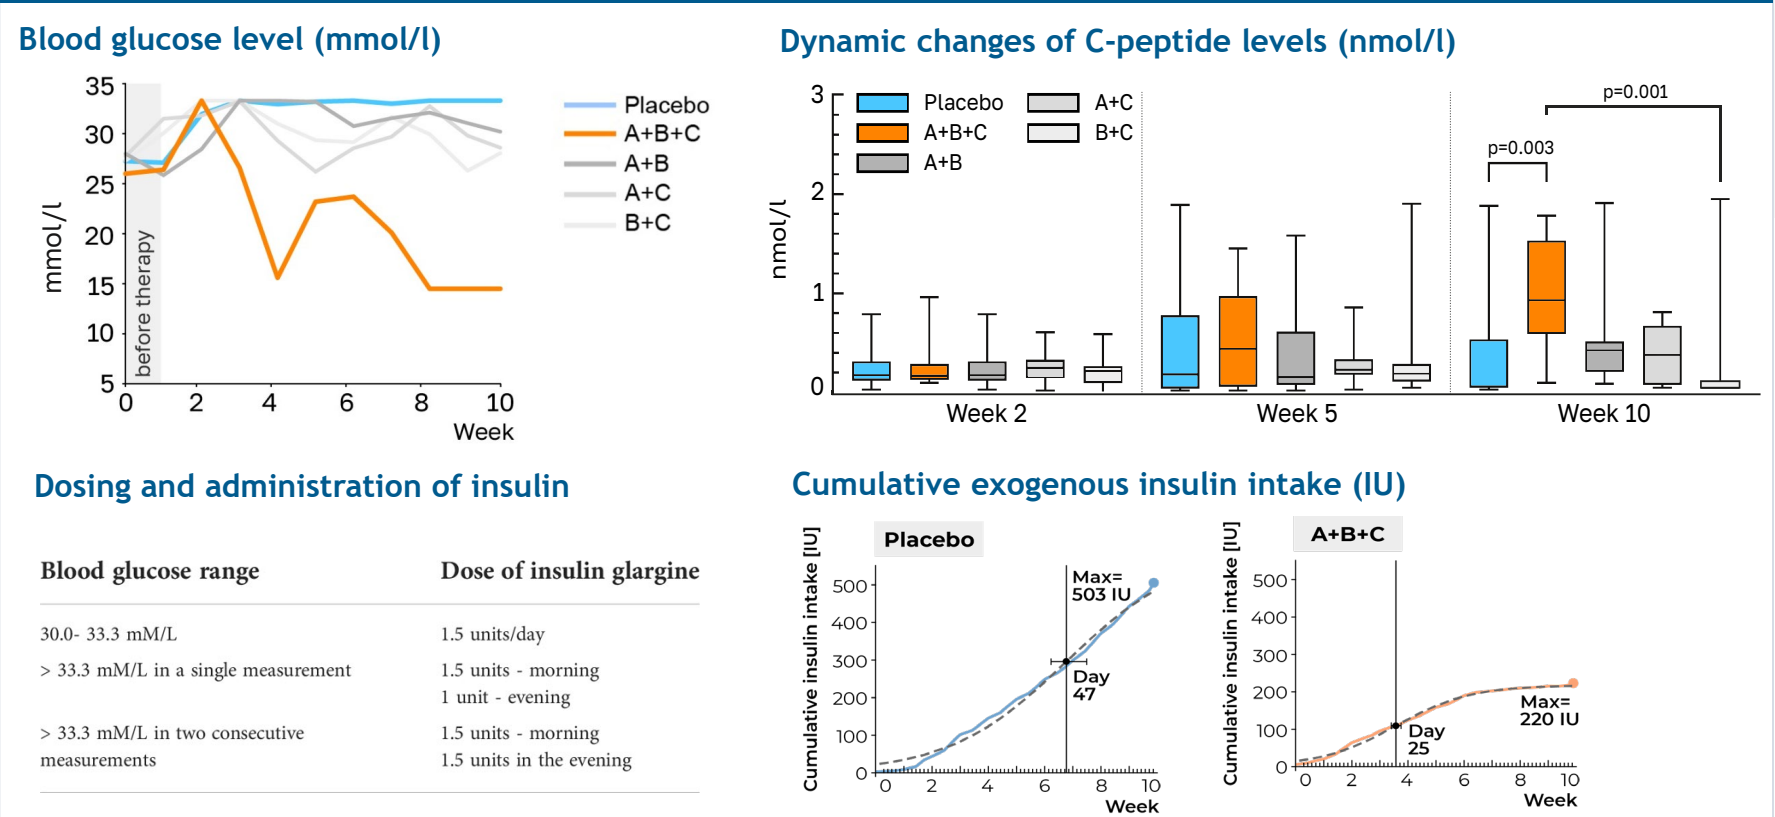 Blood glucose level (mmol/l)
35
30
25
20
15
10
5
mmol/l
before therapy
0 2 4 6 8 10
Week
Placebo
A+B+C
A+B
A+C
B+C
Dynamic changes of C-peptide levels (nmol/l)
3
2
1
0
nmol/l
Placebo A+C
A+B+C B+C
A+B
p=0.001
p=0.003
Week 2 Week 5 Week 10
Dosing and administration of insulin
Blood glucose range Dose of insulin glargine
30.0- 33.3 mM/L 1.5 units/day
> 33.3 mM/L in a single measurement 1.5 units - morning
1 unit - evening
> 33.3 mM/L in two consecutive 1.5 units - morning
measurements 1.5 units in the evening
Cumulative exogenous insulin intake (IU)
Placebo
Cumulative insulin intake [IU]
500
400
300
200
100
0
Max=
503 IU
Day
47
0 2 4 6 8 10
Week
A+B+C
Cumulative insulin intake [IU]
500
400
300
200
100
0
Max=
220 IU
Day
25
0 2 4 6 8 10
Week